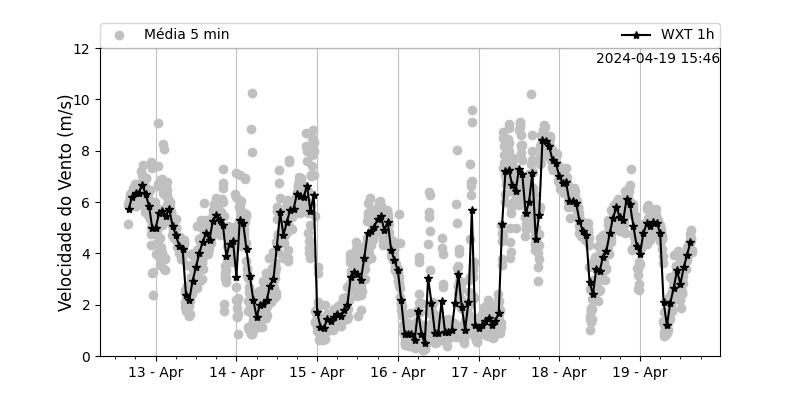 Média 5 min
WXT 1h
2024-04-19 15:46
Velocidade do Vento (m/s)
12
10
8
6
4
2
0
13 - Apr
14 - Apr
15 - Apr
16 - Apr
17 - Apr
18 - Apr
19 - Apr